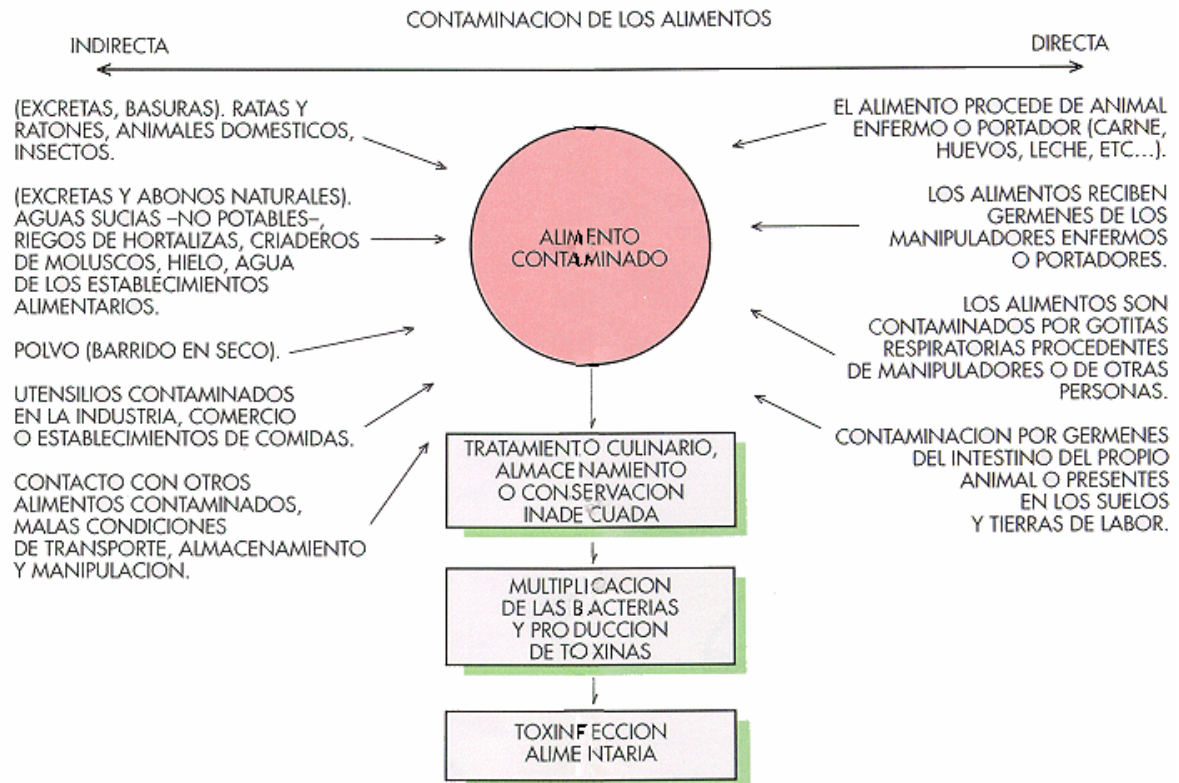 CONTAMINACION DE LOS ALIMENTOS
INDIRECTA
DIRECTA
(EXCRETAS, BASURAS). RATAS Y
RATONES, ANIMALES DOMESTICOS,
INSECTOS.
(EXCRETAS Y ABONOS NATURALES).
AGUAS SUCIAS –NO POTABLES–,
RIEGOS DE HORTALIZAS, CRIADEROS
DE MOLUSCOS, HIELO, AGUA
DE LOS ESTABLECIMIENTOS
ALIMENTARIOS.
POLVO (BARRIDO EN SECO).
UTENSILIOS CONTAMINADOS
EN LA INDUSTRIA, COMERCIO
O ESTABLECIMIENTOS DE COMIDAS.
CONTACTO CON OTROS
ALIMENTOS CONTAMINADOS,
MALAS CONDICIONES
DE TRANSPORTE, ALMACENAMIENTO
Y MANIPULACION.
ALIMENTO
CONTAMINADO
TRATAMIENTO CULINARIO,
ALMACENAMIENTO
O CONSERVACION
INADECUADA
MULTIPLICACION
DE LAS BACTERIAS
Y PRODUCCION
DE TOXINAS
TOXINFECCION
ALIMENTARIA
EL ALIMENTO PROCEDE DE ANIMAL
ENFERMO O PORTADOR (CARNE,
HUEVOS, LECHE, ETC...).
LOS ALIMENTOS RECIBEN
GERMENES DE LOS
MANIPULADORES ENFERMOS
O PORTADORES.
LOS ALIMENTOS SON
CONTAMINADOS POR GOTITAS
RESPIRATORIAS PROCEDENTES
DE MANIPULADORES O DE OTRAS
PERSONAS.
CONTAMINACION POR GERMENES
DEL INTESTINO DEL PROPIO
ANIMAL O PRESENTES
EN LOS SUELOS
Y TIERRAS DE LABOR.